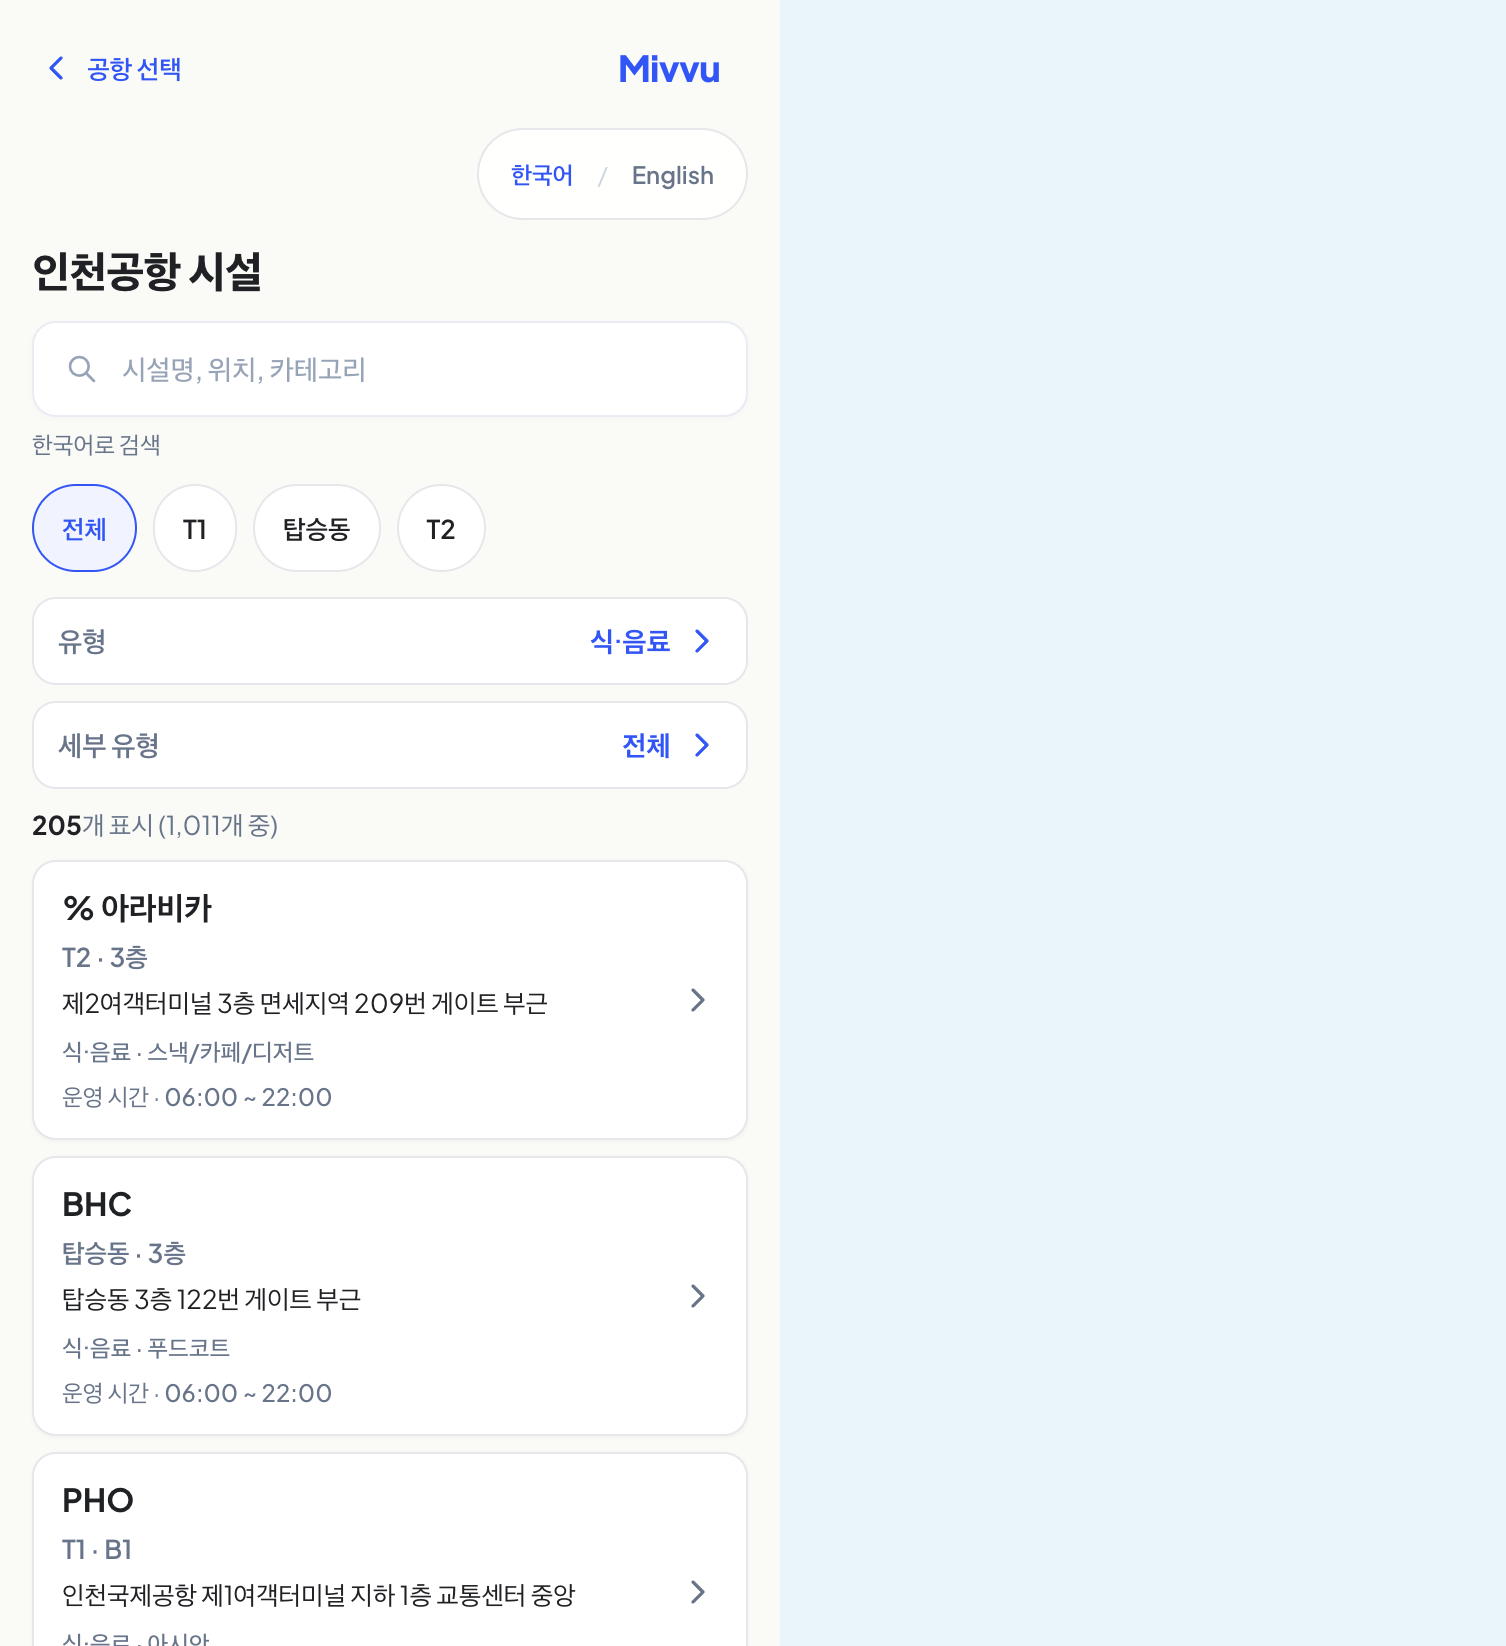 공항 선택
Mivvu
한국어 / English
인천공항 시설
시설명, 위치, 카테고리
한국어로 검색
전체 T1 탑승동 T2
유형 식·음료
세부 유형 전체
205개 표시 (1,011개 중)
% 아라비카
T2 · 3층
제2여객터미널 3층 면세지역 209번 게이트 부근
식·음료 · 스낵/카페/디저트
운영 시간 · 06:00 ~ 22:00
BHC
탑승동 · 3층
탑승동 3층 122번 게이트 부근
식·음료 · 푸드코트
운영 시간 · 06:00 ~ 22:00
PHO
T1 · B1
인천국제공항 제1여객터미널 지하 1층 교통센터 중앙
식·음료 · 아시안